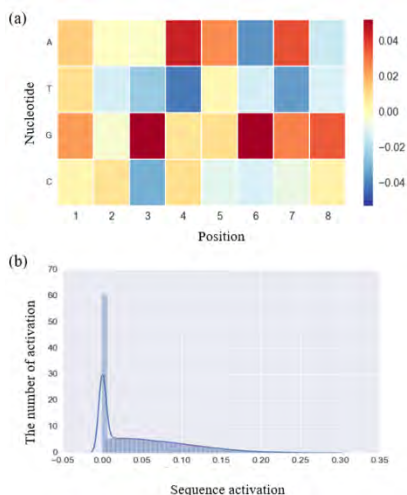 (a)
A
T
G
C
Nucleotide
1 2 3 4 5 6 7 8
Position
0.04
0.02
0.00
−0.02
−0.04
(b)
70
60
50
40
30
20
10
0
The number of activation
-0.05 0.00 0.05 0.10 0.15 0.20 0.25 0.30 0.35
Sequence activation